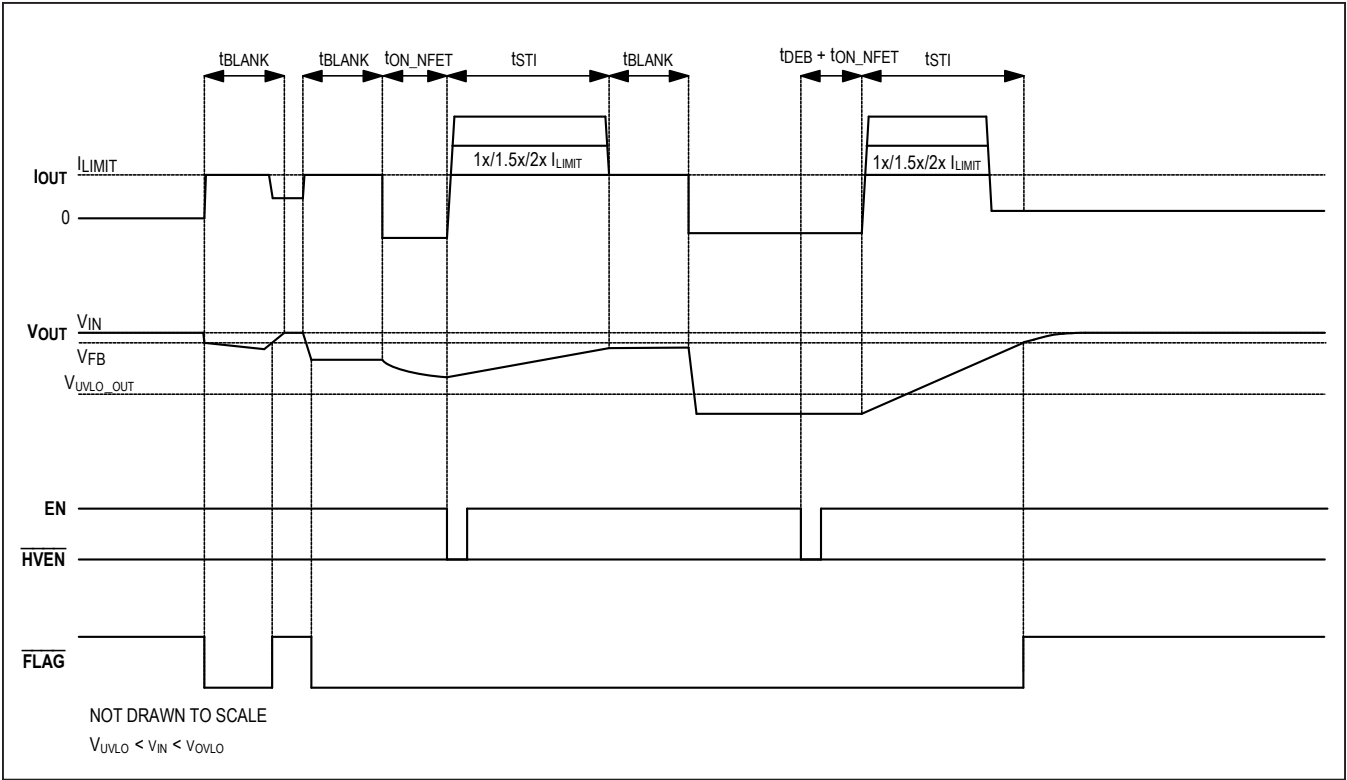 tBLANK tBLANK tON_NFET tSTI tBLANK tDEB + tON_NFET tSTI
ILIMIT
1x/1.5x/2x ILIMIT 1x/1.5x/2x ILIMIT
IOUT
0
VIN
VOUT
VFB
VUVLO_OUT
EN
HVEN
FLAG
NOT DRAWN TO SCALE
VUVLO < VIN < VOVLO